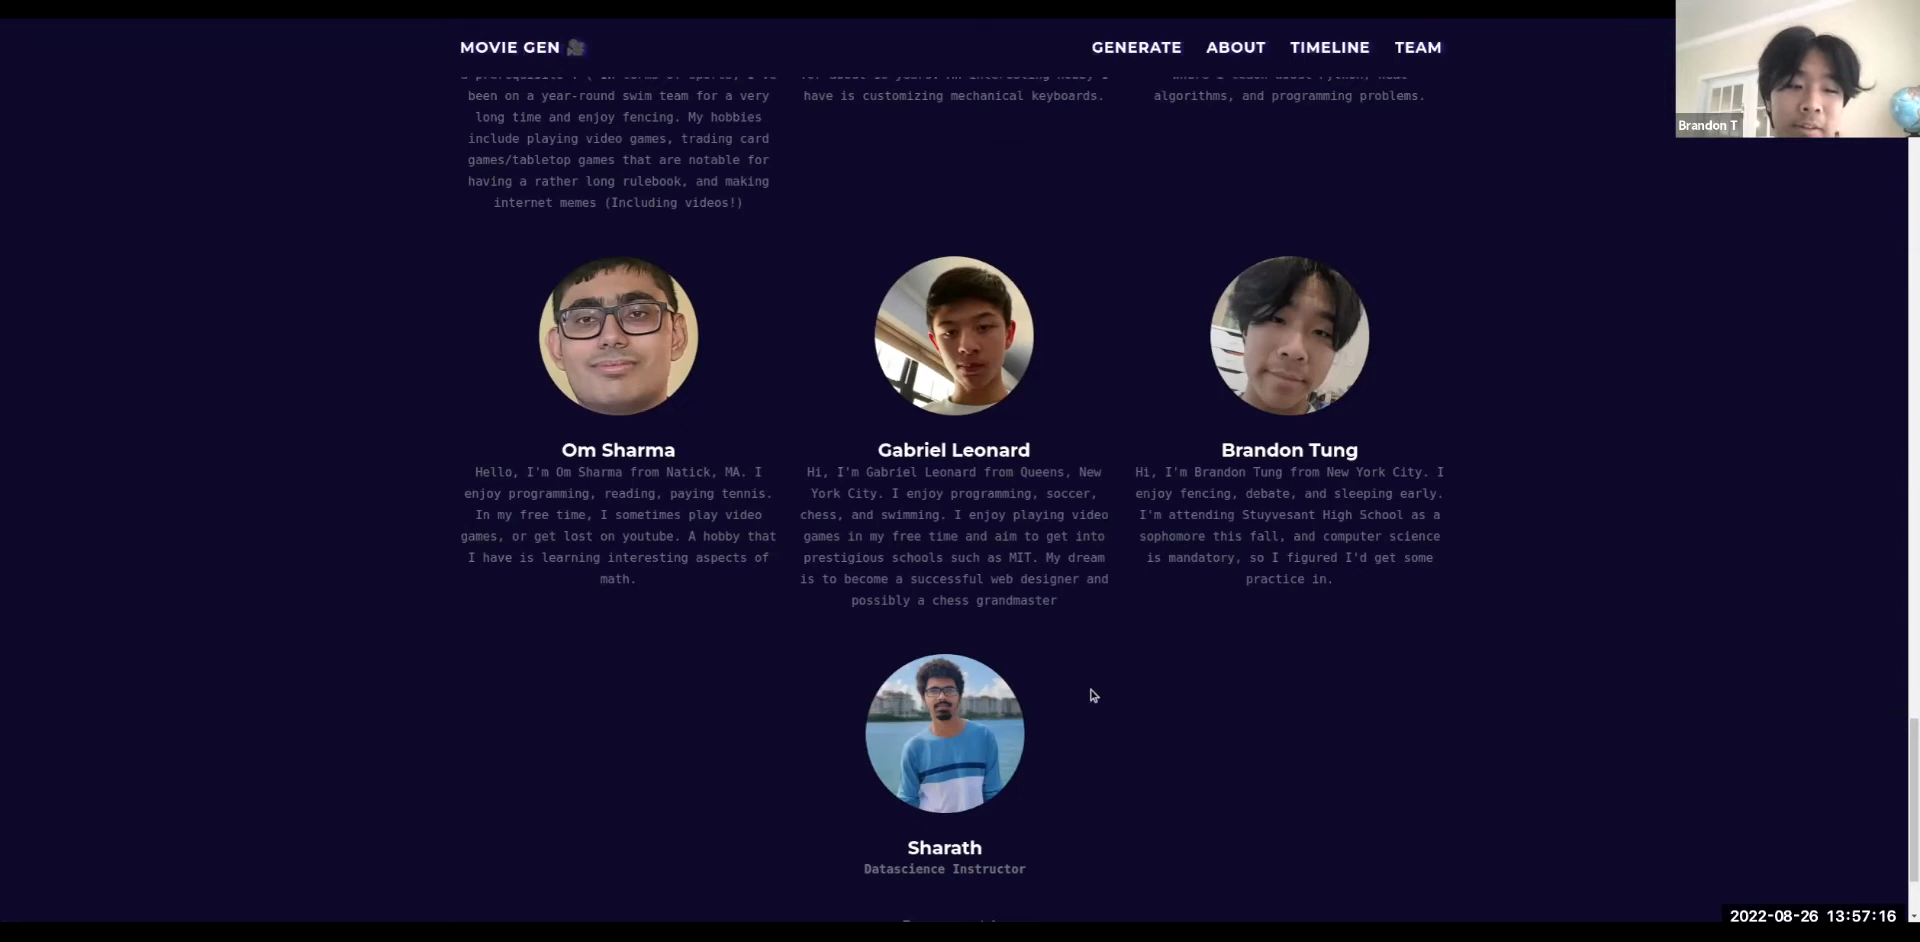 MOVIE GEN 🎥
GENERATE ABOUT TIMELINE TEAM
Brandon T
been on a year-round swim team for a very
long time and enjoy fencing. My hobbies
include playing video games, trading card
games/tabletop games that are notable for
having a rather long rulebook, and making
internet memes (Including videos!)
have is customizing mechanical keyboards.
algorithms, and programming problems.
Om Sharma
Hello, I'm Om Sharma from Natick, MA. I
enjoy programming, reading, paying tennis.
In my free time, I sometimes play video
games, or get lost on youtube. A hobby that
I have is learning interesting aspects of
math.
Gabriel Leonard
Hi, I'm Gabriel Leonard from Queens, New
York City. I enjoy programming, soccer,
chess, and swimming. I enjoy playing video
games in my free time and aim to get into
prestigious schools such as MIT. My dream
is to become a successful web designer and
possibly a chess grandmaster
Brandon Tung
Hi, I'm Brandon Tung from New York City. I
enjoy fencing, debate, and sleeping early.
I'm attending Stuyvesant High School as a
sophomore this fall, and computer science
is mandatory, so I figured I'd get some
practice in.
Sharath
Datascience Instructor
2022-08-26 13:57:16